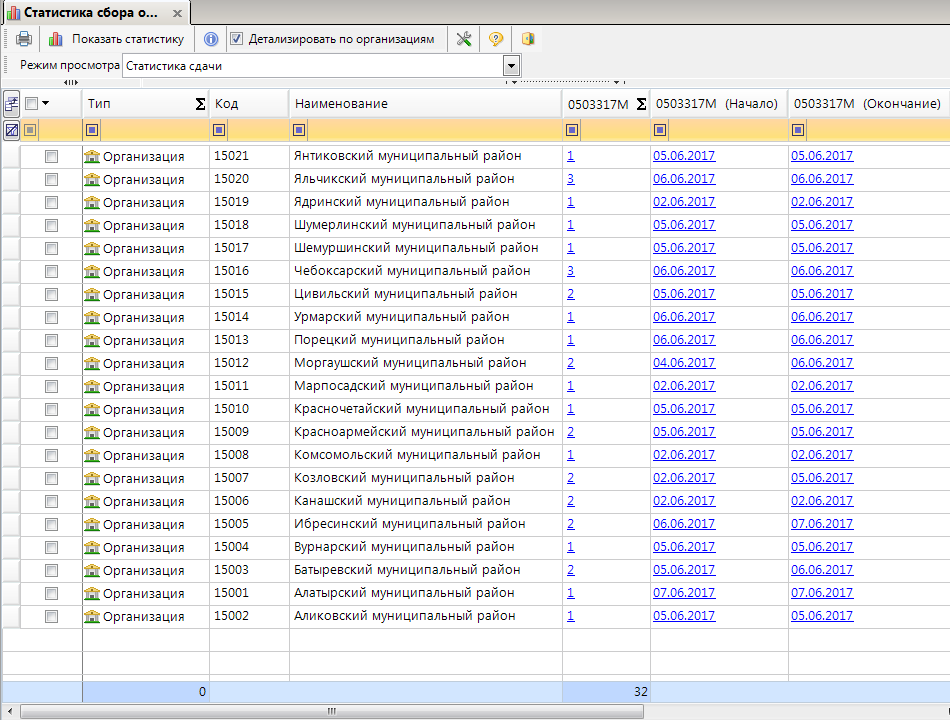 Статистика сбора о...
Показать статистику Детализировать по организациям
Режим просмотра Статистика сдачи
Тип Σ Код Наименование 0503317М Σ 0503317М (Начало) 0503317М (Окончание)
Организация 15021 Янтиковский муниципальный район 1 05.06.2017 05.06.2017
Организация 15020 Яльчикский муниципальный район 3 06.06.2017 06.06.2017
Организация 15019 Ядринский муниципальный район 1 02.06.2017 02.06.2017
Организация 15018 Шумерлинский муниципальный район 1 05.06.2017 05.06.2017
Организация 15017 Шемуршинский муниципальный район 1 05.06.2017 05.06.2017
Организация 15016 Чебоксарский муниципальный район 3 06.06.2017 06.06.2017
Организация 15015 Цивильский муниципальный район 2 05.06.2017 05.06.2017
Организация 15014 Урмарский муниципальный район 1 06.06.2017 06.06.2017
Организация 15013 Порецкий муниципальный район 1 06.06.2017 06.06.2017
Организация 15012 Моргаушский муниципальный район 2 04.06.2017 06.06.2017
Организация 15011 Марпосадский муниципальный район 1 02.06.2017 02.06.2017
Организация 15010 Красночетайский муниципальный район 1 05.06.2017 05.06.2017
Организация 15009 Красноармейский муниципальный район 2 05.06.2017 05.06.2017
Организация 15008 Комсомольский муниципальный район 1 02.06.2017 02.06.2017
Организация 15007 Козловский муниципальный район 2 02.06.2017 05.06.2017
Организация 15006 Канашский муниципальный район 2 02.06.2017 02.06.2017
Организация 15005 Ибресинский муниципальный район 2 06.06.2017 07.06.2017
Организация 15004 Вурнарский муниципальный район 1 05.06.2017 05.06.2017
Организация 15003 Батыревский муниципальный район 2 05.06.2017 06.06.2017
Организация 15001 Алатырский муниципальный район 1 07.06.2017 07.06.2017
Организация 15002 Аликовский муниципальный район 1 05.06.2017 05.06.2017
0 32